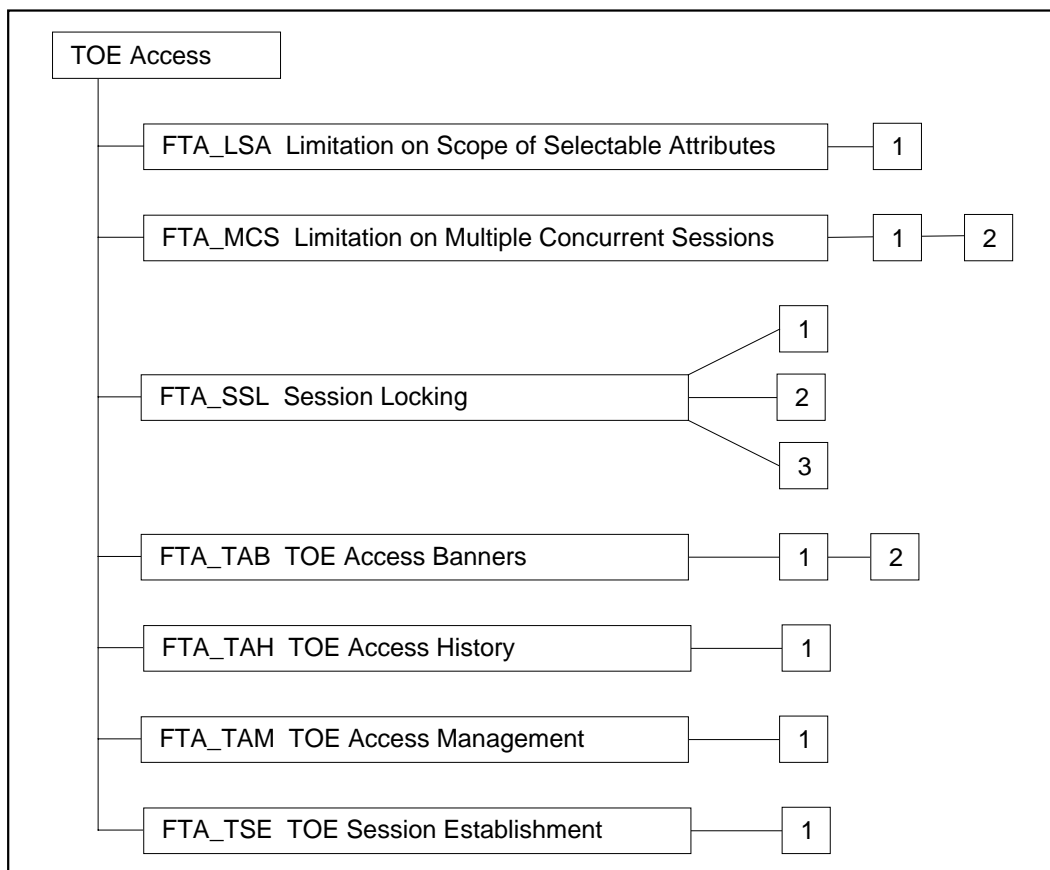 TOE Access
FTA_LSA Limitation on Scope of Selectable Attributes 1
FTA_MCS Limitation on Multiple Concurrent Sessions 1 2
1
FTA_SSL Session Locking 2
3
FTA_TAB TOE Access Banners 1 2
FTA_TAH TOE Access History 1
FTA_TAM TOE Access Management 1
FTA_TSE TOE Session Establishment 1